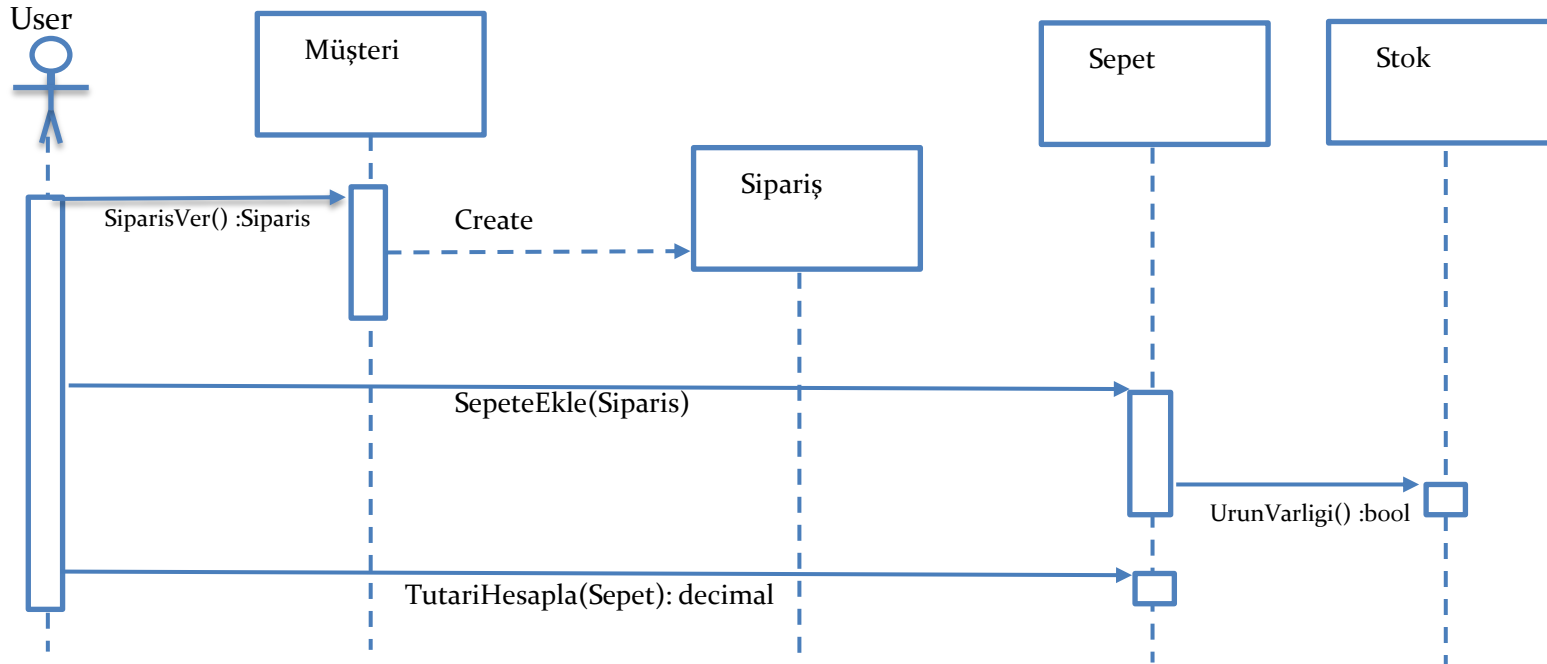 User
Müşteri
Sepet
Stok
Sipariş
SiparisVer() :Siparis
Create
SepeteEkle(Siparis)
UrunVarligi() :bool
TutariHesapla(Sepet): decimal